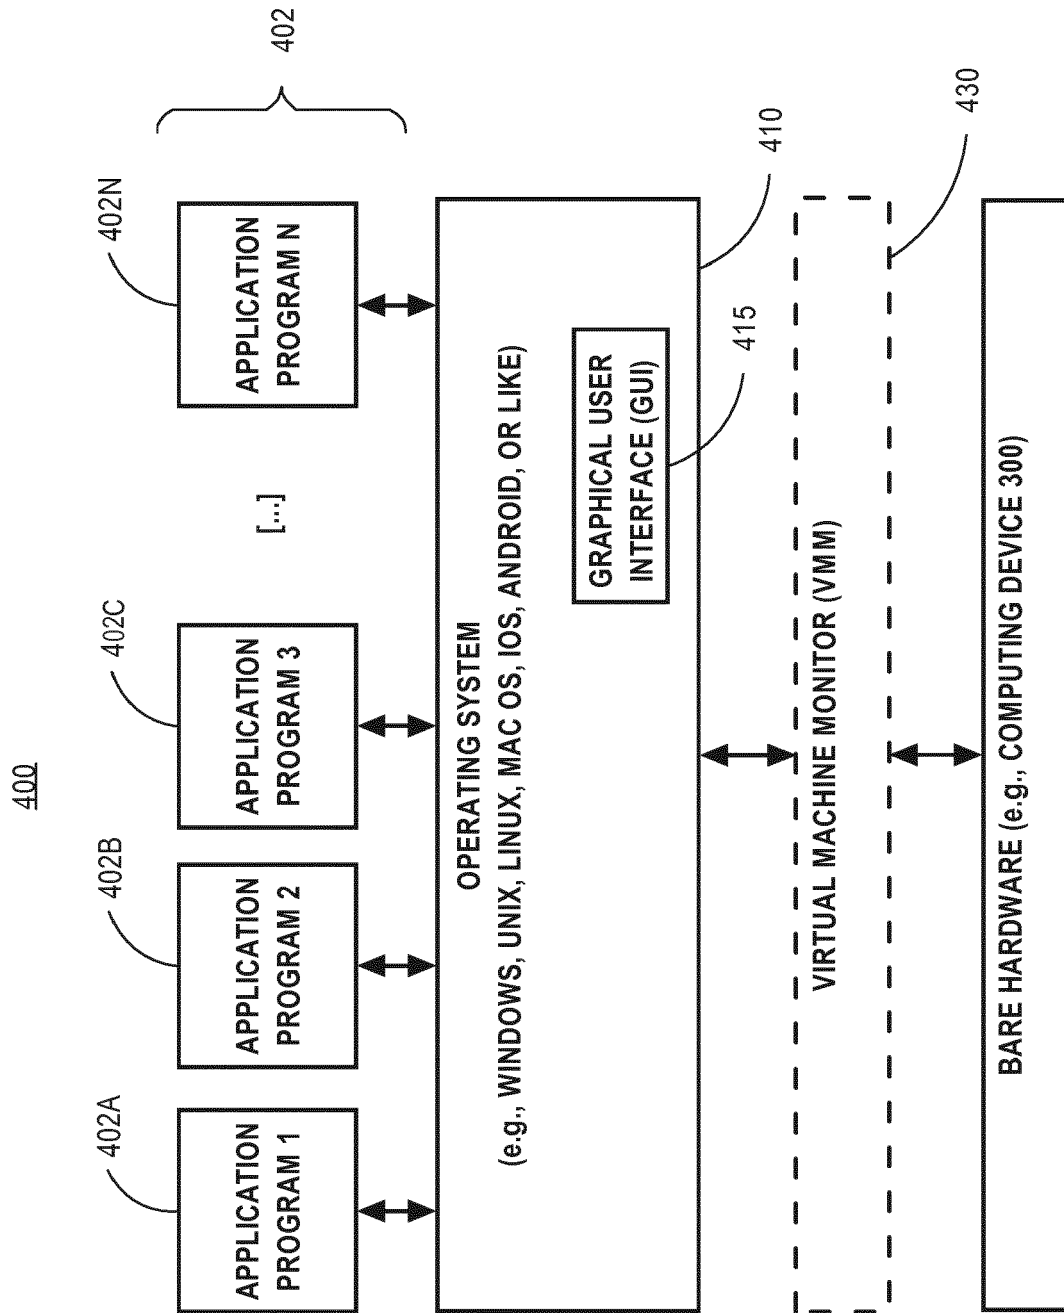 400
402
402A
402B
402C
402N
APPLICATION
PROGRAM 1
APPLICATION
PROGRAM 2
APPLICATION
PROGRAM 3
[...]
APPLICATION
PROGRAM N
OPERATING SYSTEM
(e.g., WINDOWS, UNIX, LINUX, MAC OS, IOS, ANDROID, OR LIKE)
GRAPHICAL USER
INTERFACE (GUI)
410
415
VIRTUAL MACHINE MONITOR (VMM)
430
BARE HARDWARE (e.g., COMPUTING DEVICE 300)